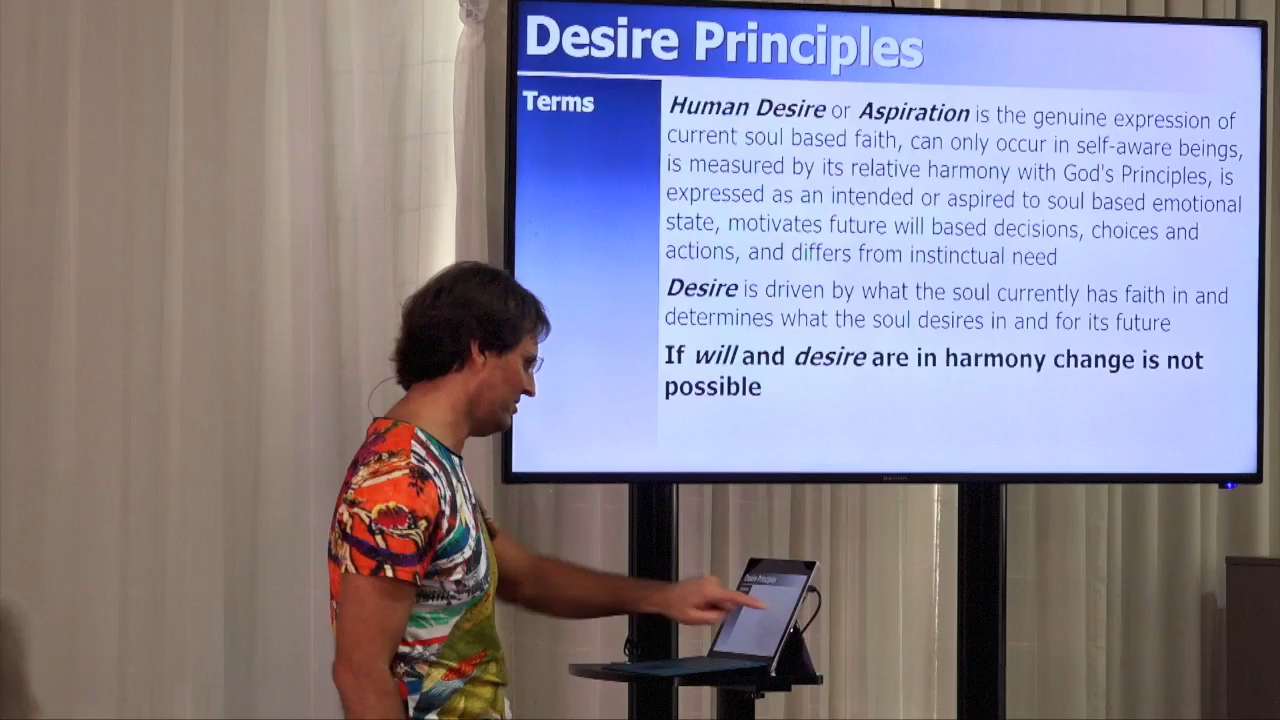 Desire Principles
Terms
Human Desire or Aspiration is the genuine expression of
current soul based faith, can only occur in self-aware beings,
is measured by its relative harmony with God's Principles, is
expressed as an intended or aspired to soul based emotional
state, motivates future will based decisions, choices and
actions, and differs from instinctual need
Desire is driven by what the soul currently has faith in and
determines what the soul desires in and for its future
If will and desire are in harmony change is not
possible
Desire Principles